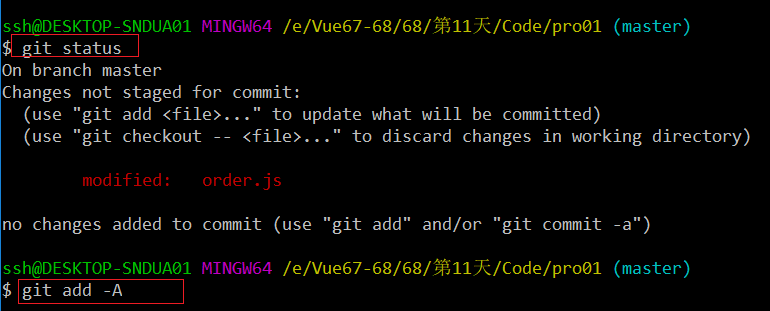 ssh@DESKTOP-SNDUA01 MINGW64 /e/Vue67-68/68/第11天/Code/pro01 (master)
$ git status
On branch master
Changes not staged for commit:
  (use "git add <file>..." to update what will be committed)
  (use "git checkout -- <file>..." to discard changes in working directory)
        modified:   order.js
no changes added to commit (use "git add" and/or "git commit -a")
ssh@DESKTOP-SNDUA01 MINGW64 /e/Vue67-68/68/第11天/Code/pro01 (master)
$ git add -A